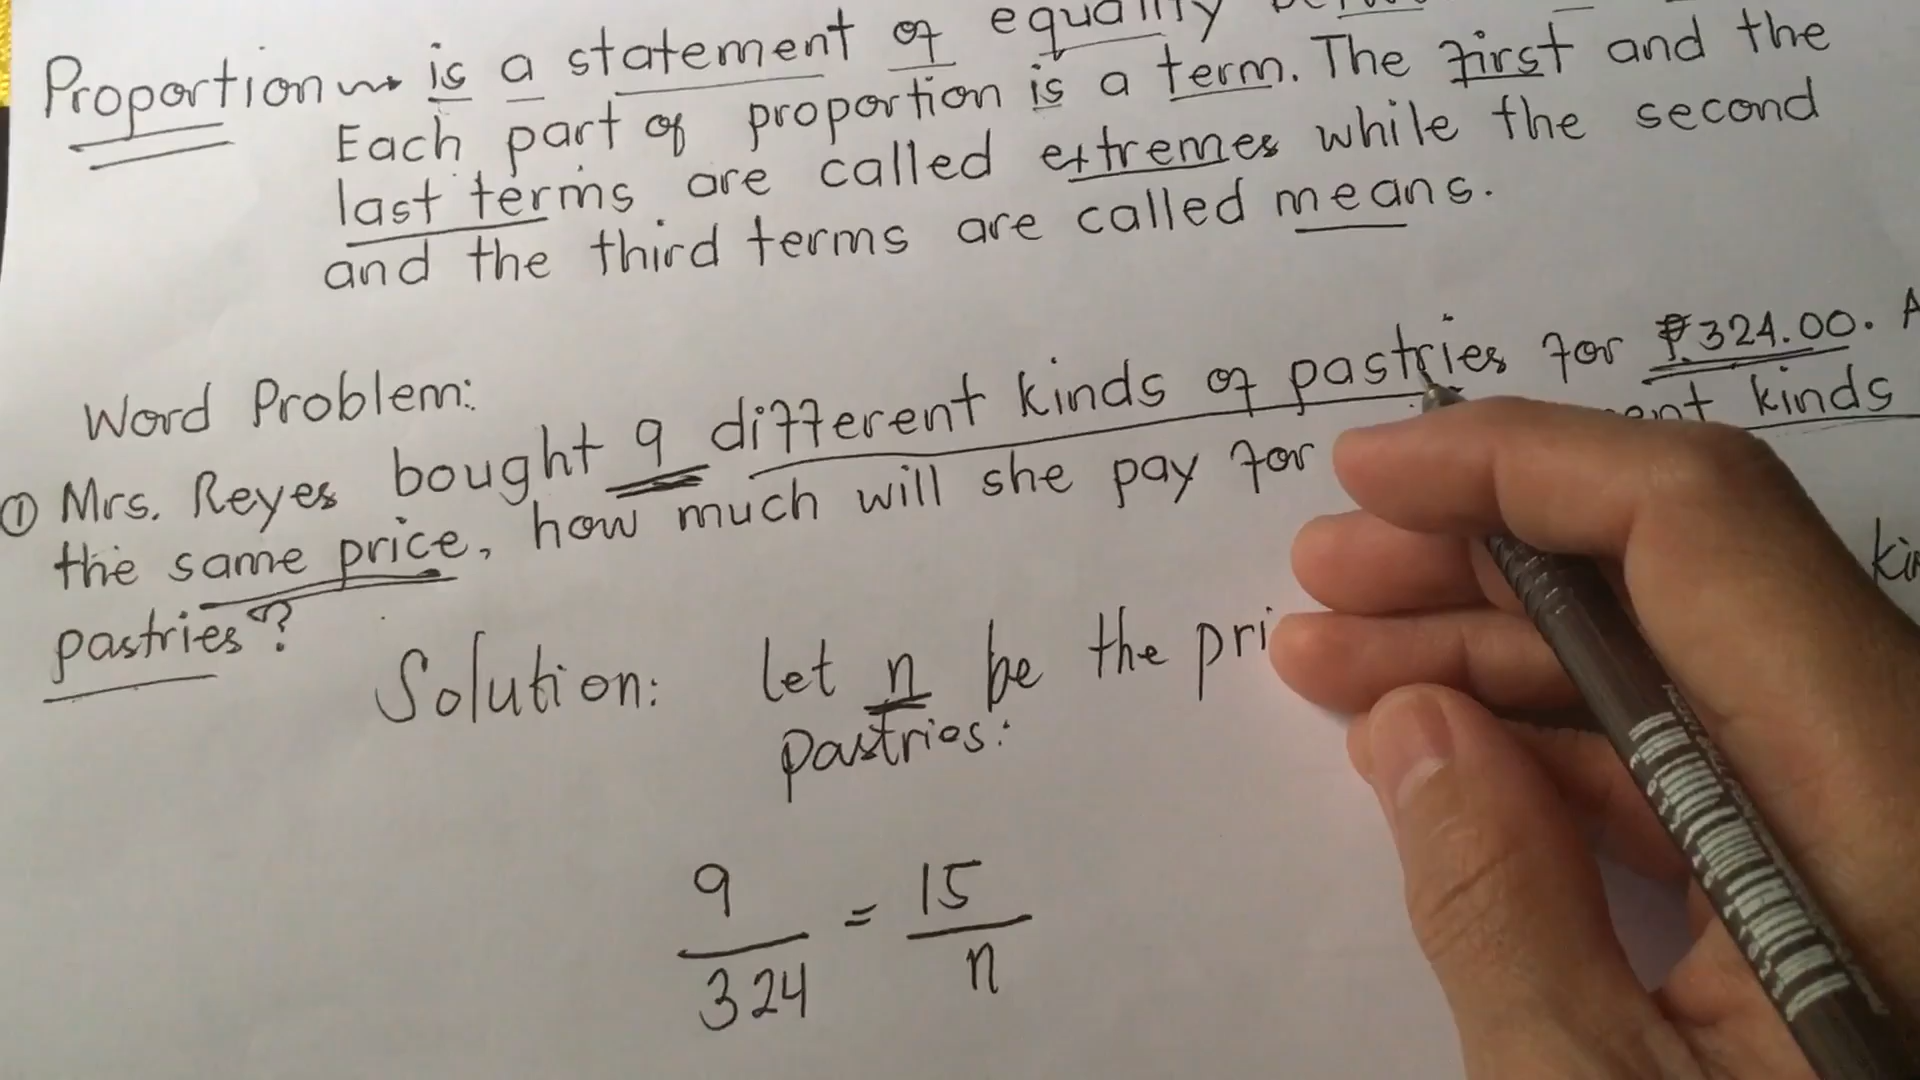 Proportion is a statement of equality
Each part of proportion is a term. The first and the
last terms are called extremes while the second
and the third terms are called means.
Word Problem:
① Mrs. Reyes bought 9 different kinds of pastries for ₱324.00. A
the same price, how much will she pay for kinds
pastries?
Solution: let n be the pri
pastries:
9/324 = 15/n